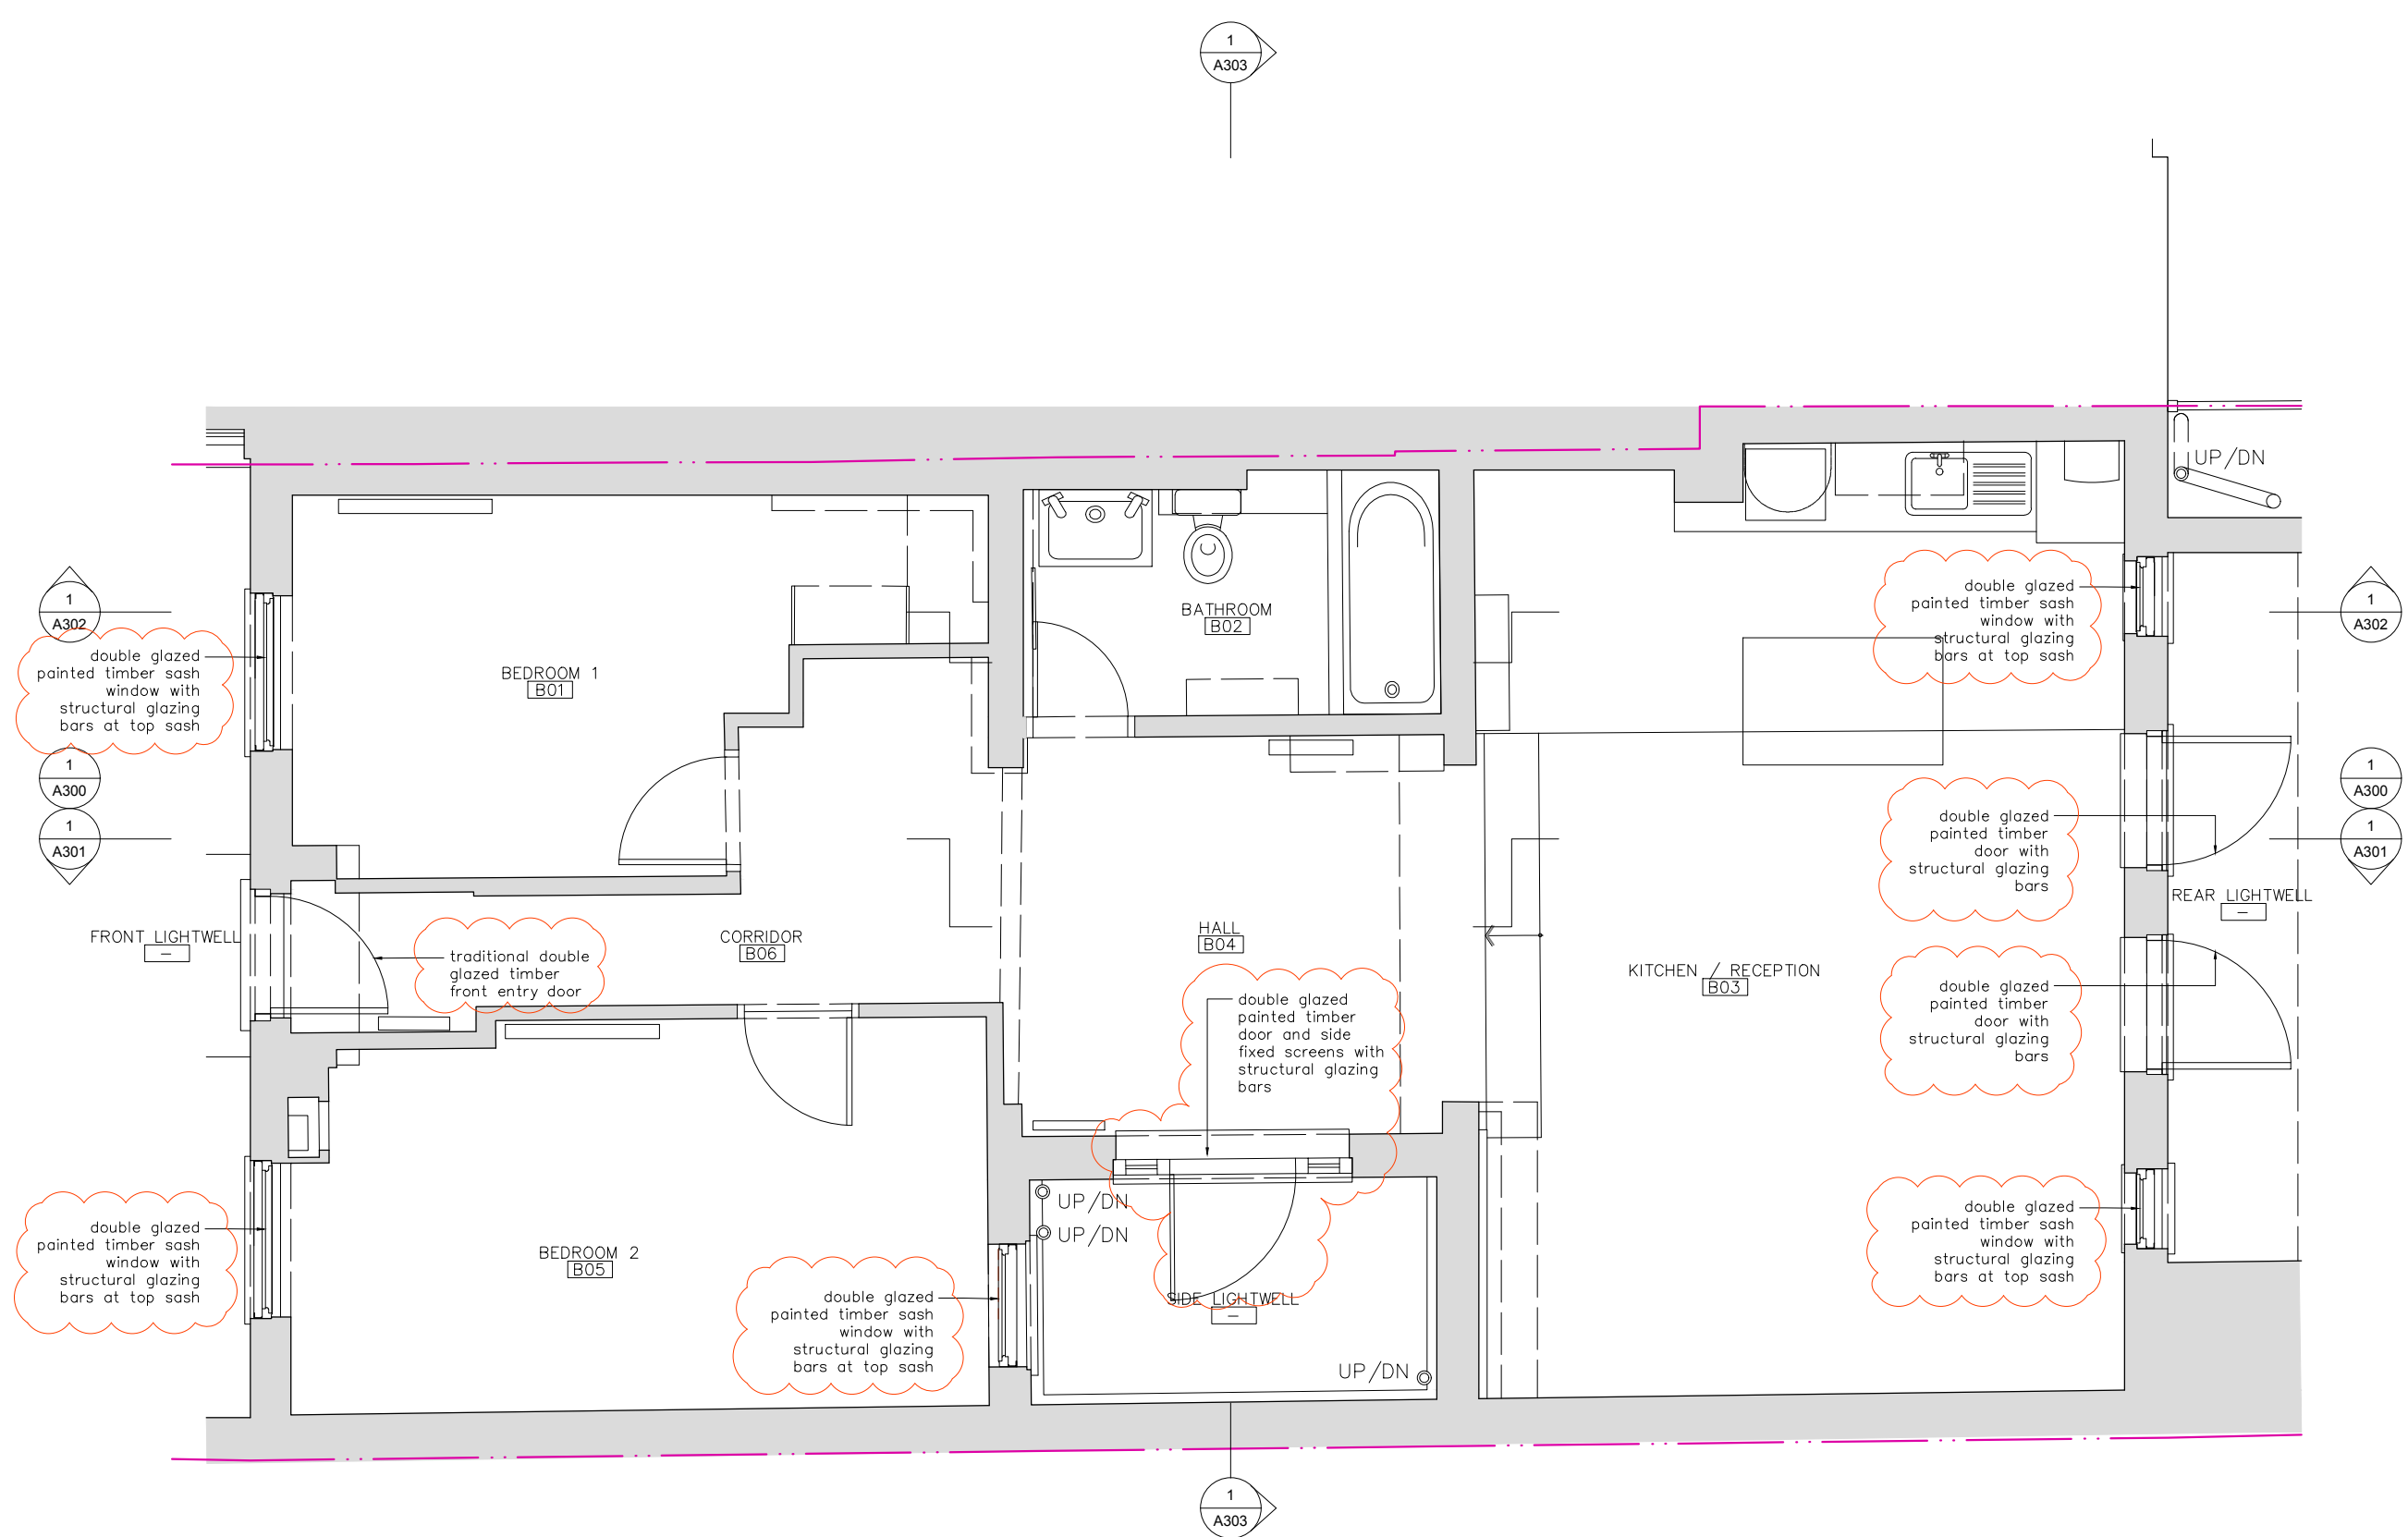 1
A303
UP/DN
1
A302
double glazed
painted timber sash
window with
structural glazing
bars at top sash
BEDROOM 1
B01
BATHROOM
B02
double glazed
painted timber sash
window with
structural glazing
bars at top sash
1
A302
1
A300
1
A301
double glazed
painted timber
door with
structural glazing
bars
1
A300
1
A301
FRONT LIGHTWELL
–
traditional double
glazed timber
front entry door
CORRIDOR
B06
HALL
B04
KITCHEN / RECEPTION
B03
REAR LIGHTWELL
–
double glazed
painted timber
door and side
fixed screens with
structural glazing
bars
double glazed
painted timber
door with
structural glazing
bars
double glazed
painted timber sash
window with
structural glazing
bars at top sash
BEDROOM 2
B05
double glazed
painted timber sash
window with
structural glazing
bars at top sash
UP/DN
UP/DN
SIDE LIGHTWELL
–
UP/DN
double glazed
painted timber sash
window with
structural glazing
bars at top sash
1
A303